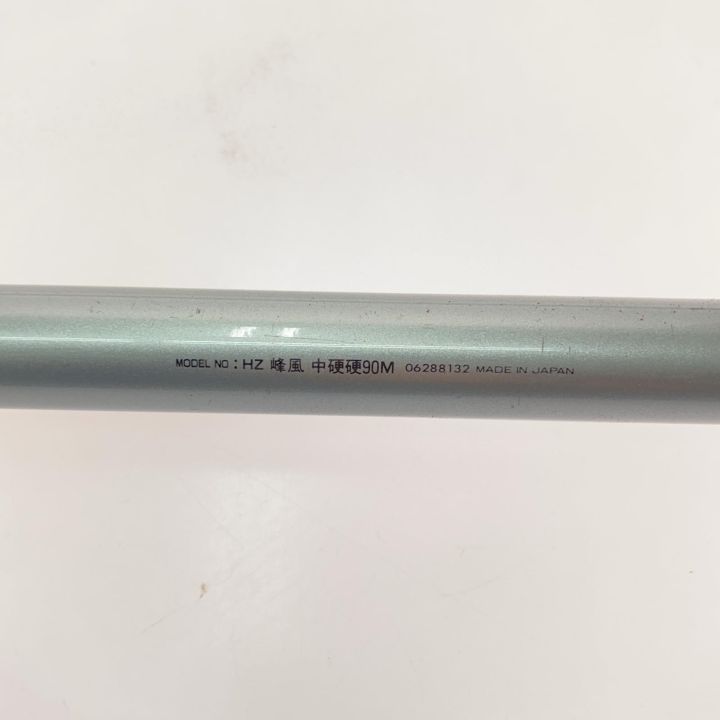 MODEL NO : HZ 峰風 中硬硬90M 06288132 MADE IN JAPAN